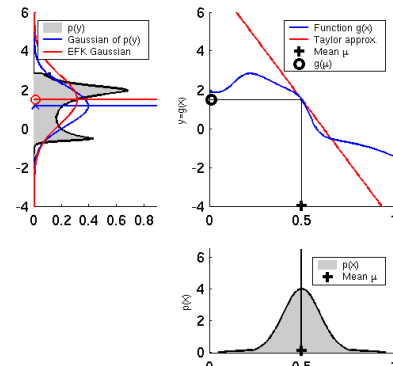 6
4
2
0
-2
-4
0 0.2 0.4 0.6 0.8
p(y)
Gaussian of p(y)
EFK Gaussian
6
4
2
0
-2
-4
0 0.5 1
y=g(x)
Function g(x)
Taylor approx.
Mean μ
g(μ)
6
4
2
0
0 0.5 1
p(x)
p(x)
Mean μ